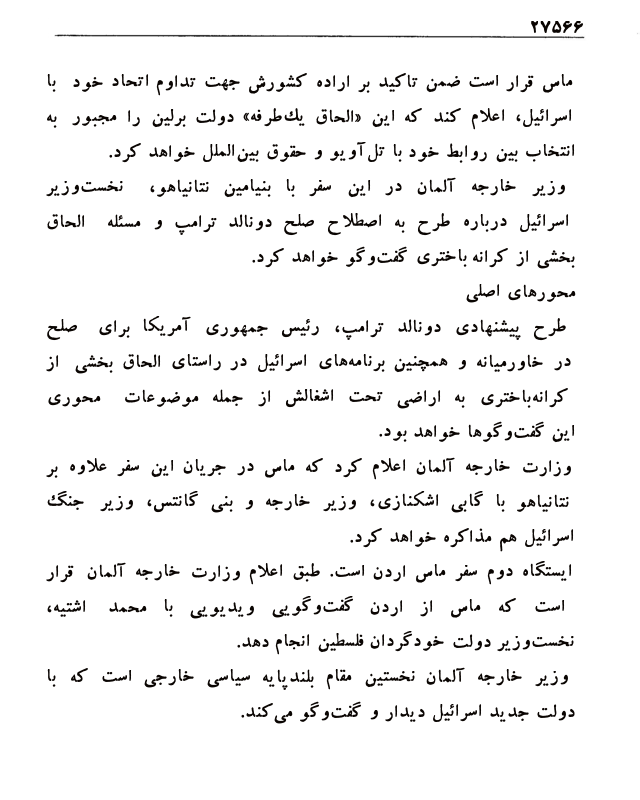 ۲۷۵۶۶
ماس قرار است ضمن تاکید بر اراده کشورش جهت تداوم اتحاد خود با
اسرائیل، اعلام کند که این «الحاق یك‌طرفه» دولت برلین را مجبور به
انتخاب بین روابط خود با تل‌آویو و حقوق بین‌الملل خواهد کرد.
وزیر خارجه آلمان در این سفر با بنیامین نتانیاهو، نخست‌وزیر
اسرائیل درباره طرح به اصطلاح صلح دونالد ترامپ و مسئله الحاق
بخشی از کرانه باختری گفت‌وگو خواهد کرد.
محورهای اصلی
طرح پیشنهادی دونالد ترامپ، رئیس جمهوری آمریکا برای صلح
در خاورمیانه و همچنین برنامه‌های اسرائیل در راستای الحاق بخشی از
کرانه‌باختری به اراضی تحت اشغالش از جمله موضوعات محوری
این گفت‌وگوها خواهد بود.
وزارت خارجه آلمان اعلام کرد که ماس در جریان این سفر علاوه بر
نتانیاهو با گابی اشکنازی، وزیر خارجه و بنی گانتس، وزیر جنگ
اسرائیل هم مذاکره خواهد کرد.
ایستگاه دوم سفر ماس اردن است. طبق اعلام وزارت خارجه آلمان قرار
است که ماس از اردن گفت‌وگویی ویدیویی با محمد اشتیه،
نخست‌وزیر دولت خودگردان فلسطین انجام دهد.
وزیر خارجه آلمان نخستین مقام بلندپایه سیاسی خارجی است که با
دولت جدید اسرائیل دیدار و گفت‌وگو می‌کند.